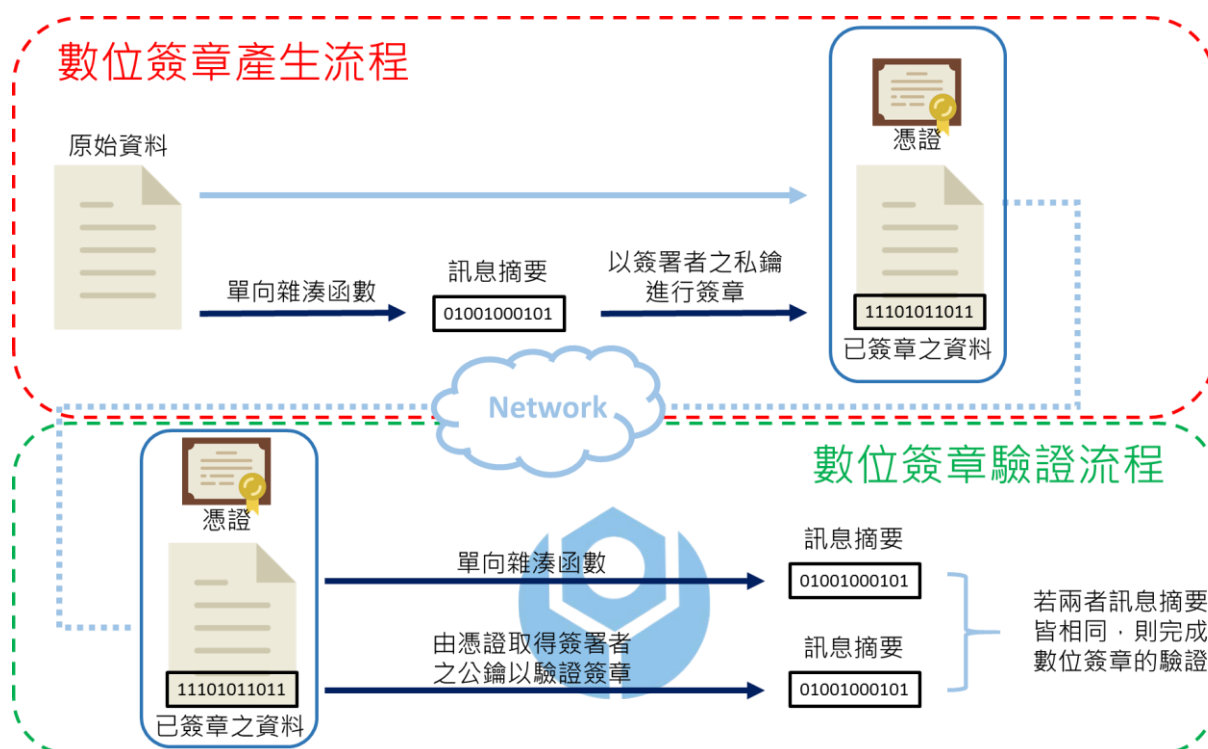 數位簽章產生流程
憑證
原始資料
單向雜湊函數
訊息摘要
01001000101
以簽署者之私鑰
進行簽章
11101011011
已簽章之資料
Network
數位簽章驗證流程
憑證
11101011011
已簽章之資料
單向雜湊函數
訊息摘要
01001000101
由憑證取得簽署者
之公鑰以驗證簽章
訊息摘要
01001000101
若兩者訊息摘要
皆相同，則完成
數位簽章的驗證